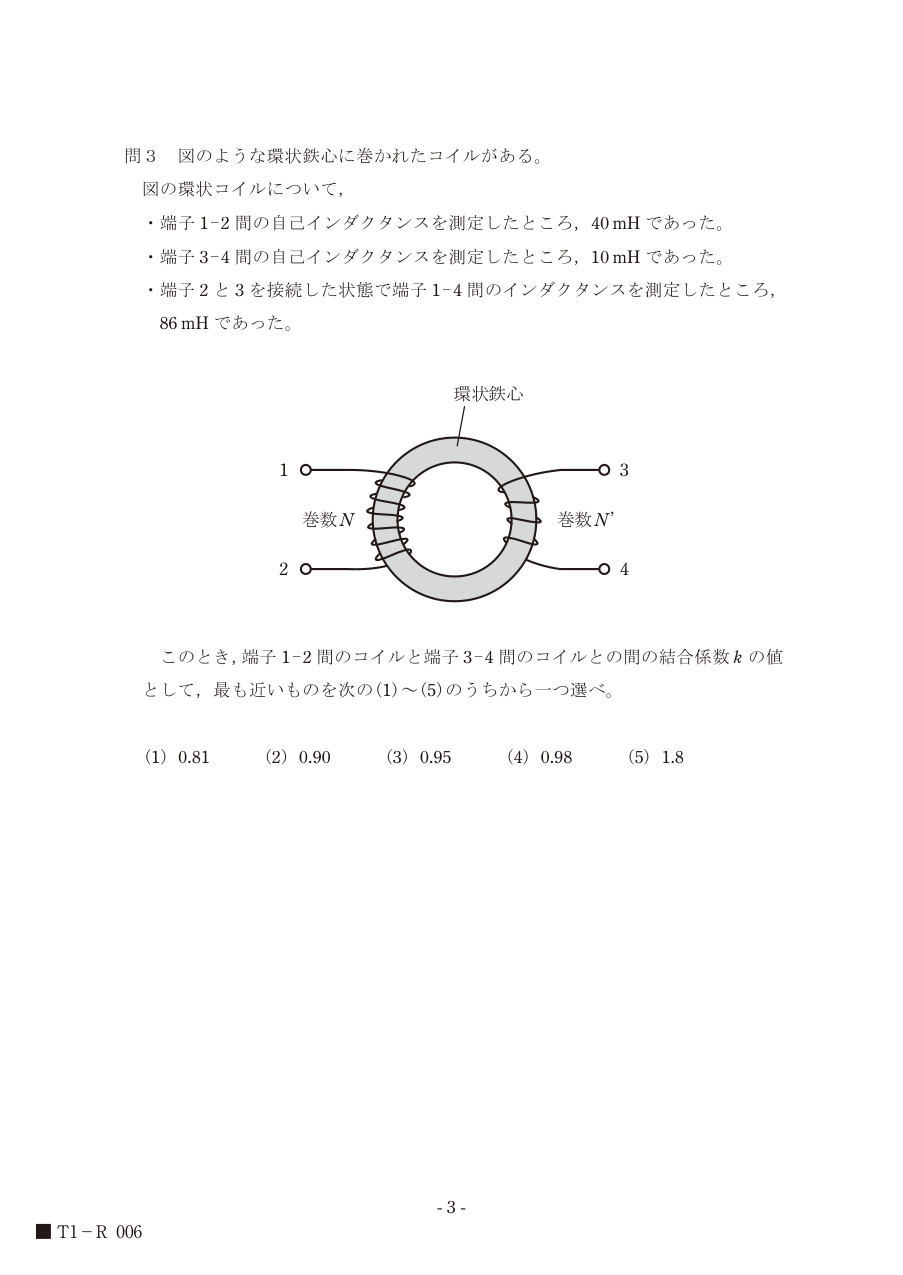 問3 図のような環状鉄心に巻かれたコイルがある。
図の環状コイルについて,
・端子 1-2 間の自己インダクタンスを測定したところ, 40 mH であった。
・端子 3-4 間の自己インダクタンスを測定したところ, 10 mH であった。
・端子 2 と 3 を接続した状態で端子 1-4 間のインダクタンスを測定したところ,
86 mH であった。
環状鉄心
1
3
巻数N
巻数N’
2
4
このとき, 端子 1-2 間のコイルと端子 3-4 間のコイルとの間の結合係数 k の値
として, 最も近いものを次の(1)～(5)のうちから一つ選べ。
(1) 0.81 (2) 0.90 (3) 0.95 (4) 0.98 (5) 1.8
- 3 -
■ T1－R 006